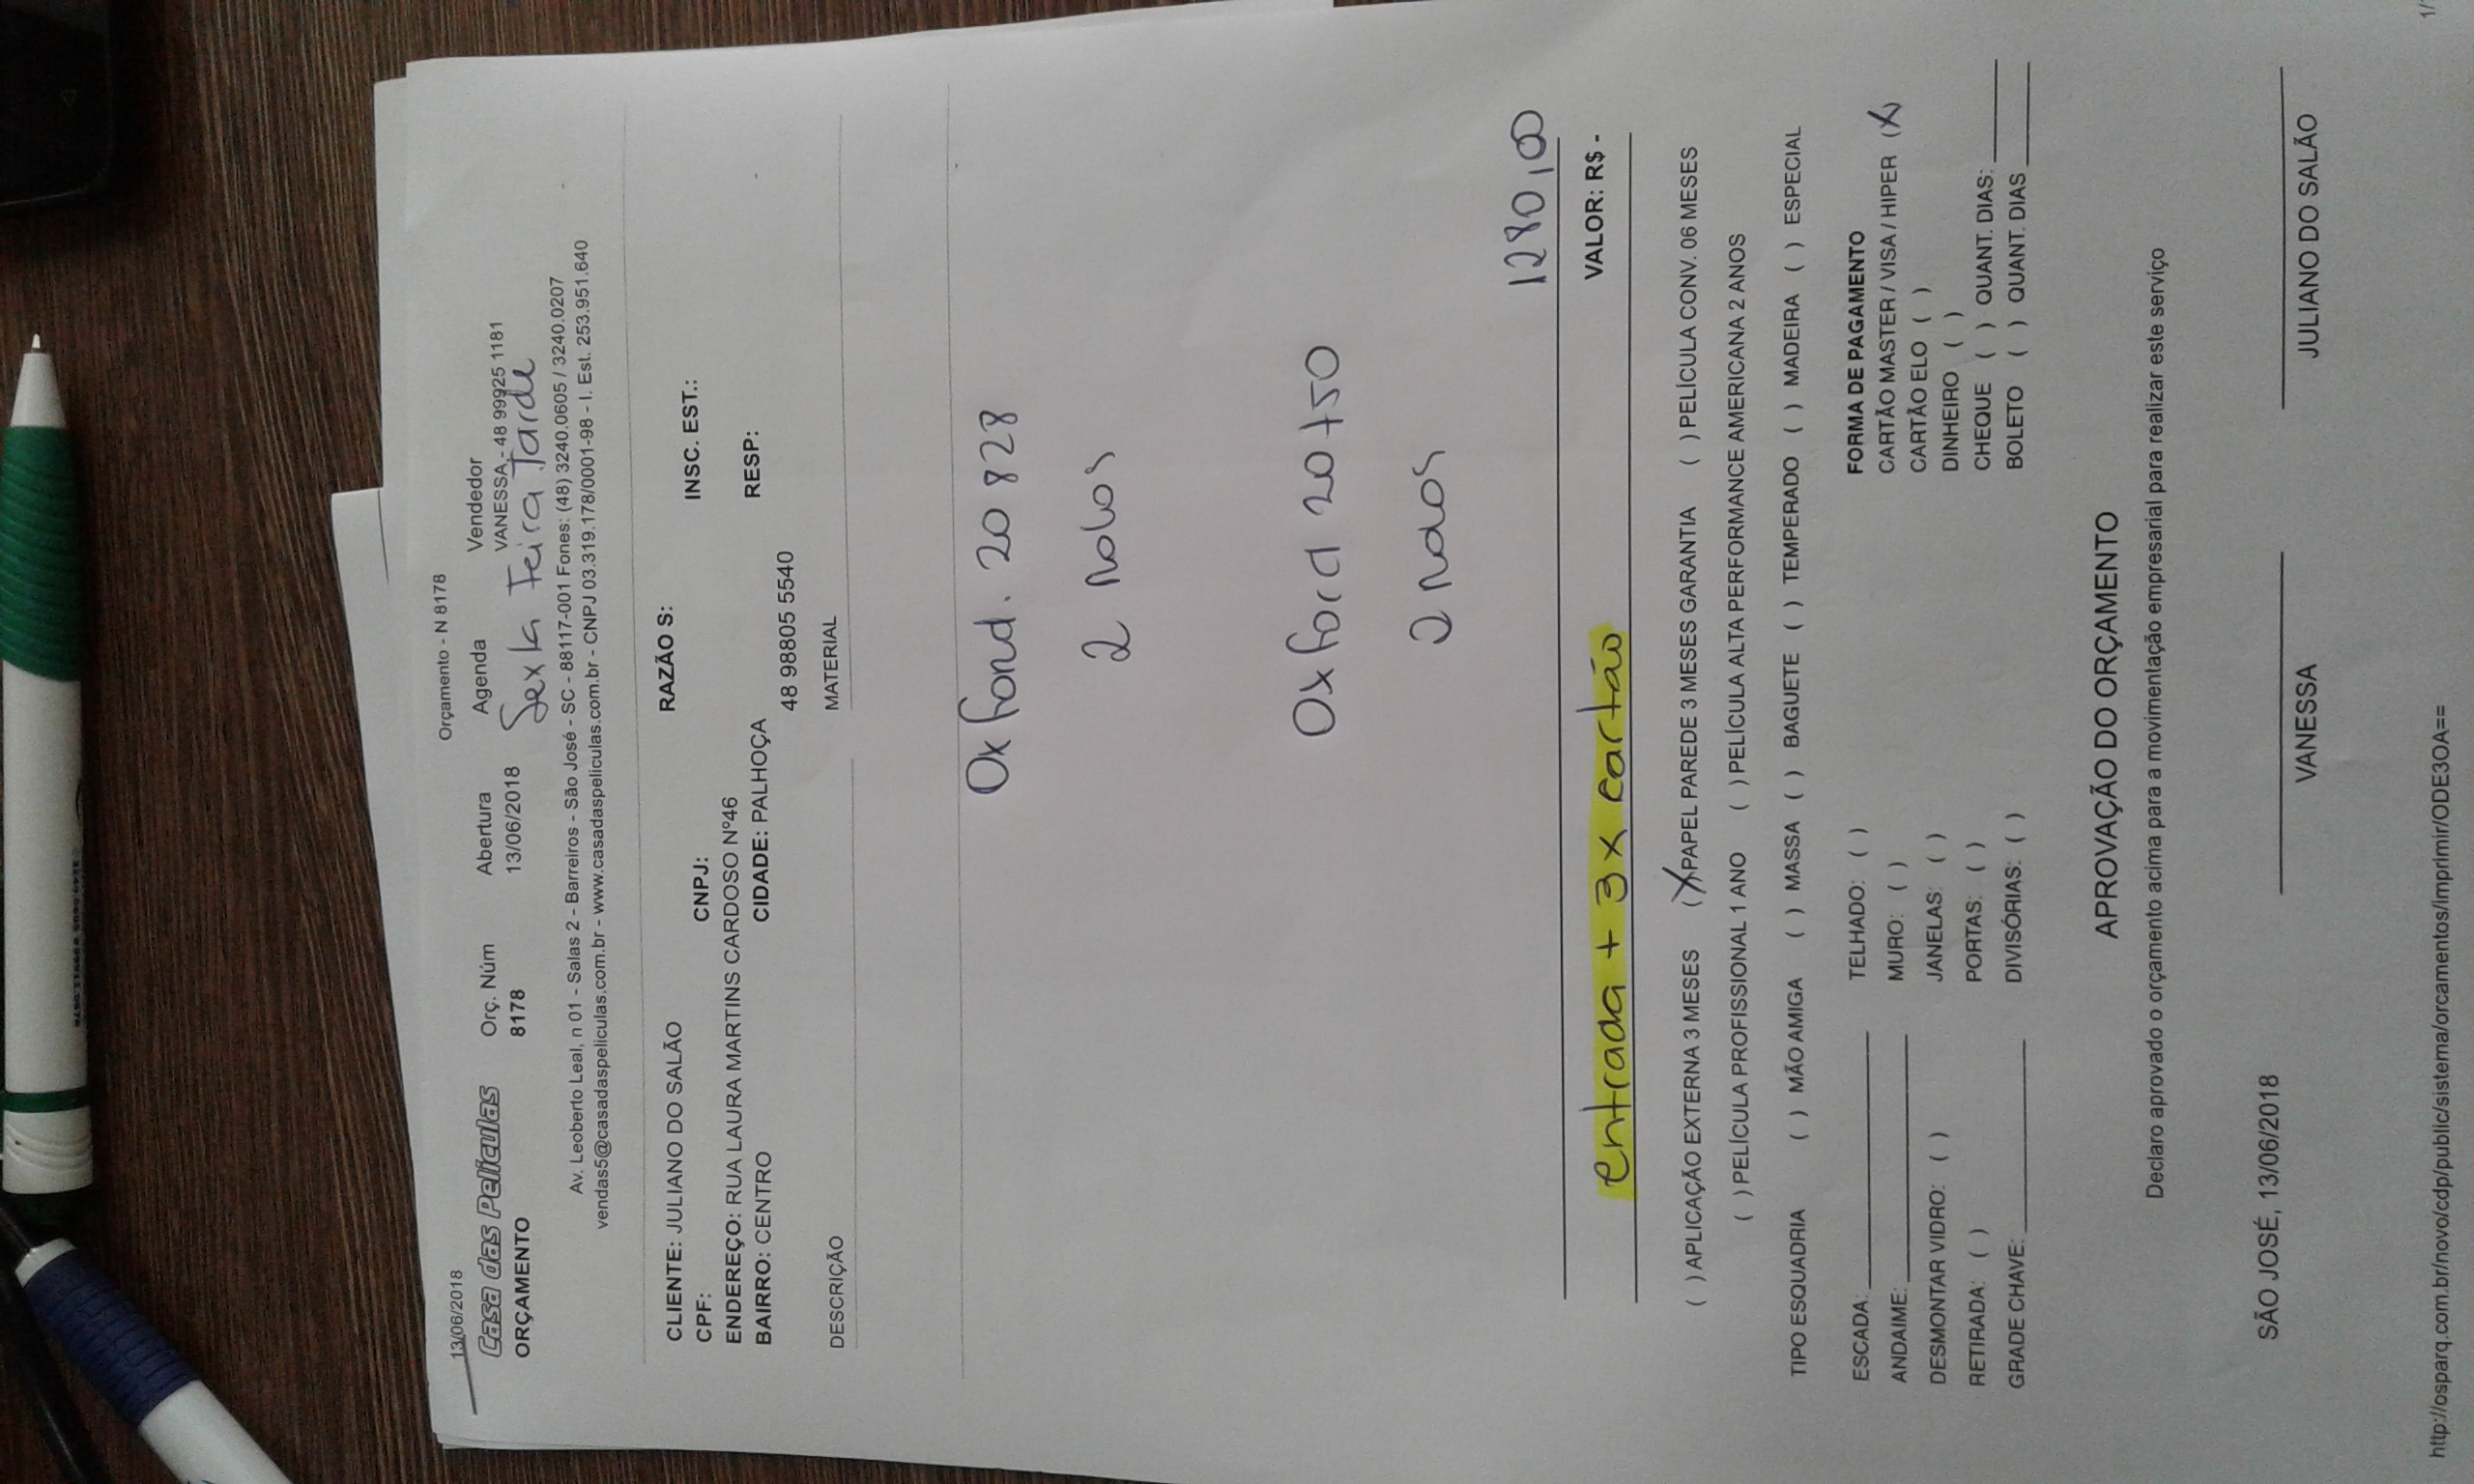 13/06/2018 Orçamento - N 8178
Casa das Películas Orç. Núm Abertura Agenda Vendedor
ORÇAMENTO 8178 13/06/2018 Sexta Feira Tarde VANESSA - 48 99925 1181
Av. Leoberto Leal, n 01 - Salas 2 - Barreiros - São José - SC - 88117-001 Fones: (48) 3240.0605 / 3240.0207
vendas5@casadaspeliculas.com.br - www.casadaspeliculas.com.br - CNPJ 03.319.178/0001-98 - I. Est. 253.951.640
CLIENTE: JULIANO DO SALÃO RAZÃO S:
CPF: CNPJ: INSC. EST.:
ENDEREÇO: RUA LAURA MARTINS CARDOSO Nº46
BAIRRO: CENTRO CIDADE: PALHOÇA RESP:
48 98805 5540
DESCRIÇÃO MATERIAL
Oxford. 20828
2 rolos
Oxford 20750
2 rolos
1280,00
entrada + 3x cartão VALOR: R$ -
( ) APLICAÇÃO EXTERNA 3 MESES (X) PAPEL PAREDE 3 MESES GARANTIA ( ) PELÍCULA CONV. 06 MESES
( ) PELÍCULA PROFISSIONAL 1 ANO ( ) PELÍCULA ALTA PERFORMANCE AMERICANA 2 ANOS
TIPO ESQUADRIA ( ) MÃO AMIGA ( ) MASSA ( ) BAGUETE ( ) TEMPERADO ( ) MADEIRA ( ) ESPECIAL
ESCADA: TELHADO: ( ) FORMA DE PAGAMENTO
ANDAIME: MURO: ( ) CARTÃO MASTER / VISA / HIPER (X)
CARTÃO ELO ( )
DESMONTAR VIDRO: ( ) JANELAS: ( ) DINHEIRO ( )
RETIRADA: ( ) PORTAS: ( ) CHEQUE ( ) QUANT. DIAS:
GRADE CHAVE: DIVISÓRIAS: ( ) BOLETO ( ) QUANT. DIAS
APROVAÇÃO DO ORÇAMENTO
Declaro aprovado o orçamento acima para a movimentação empresarial para realizar este serviço
SÃO JOSÉ, 13/06/2018
VANESSA JULIANO DO SALÃO
http://osparq.com.br/novo/cdp/public/sistema/orcamentos/imprimir/ODE3OA==